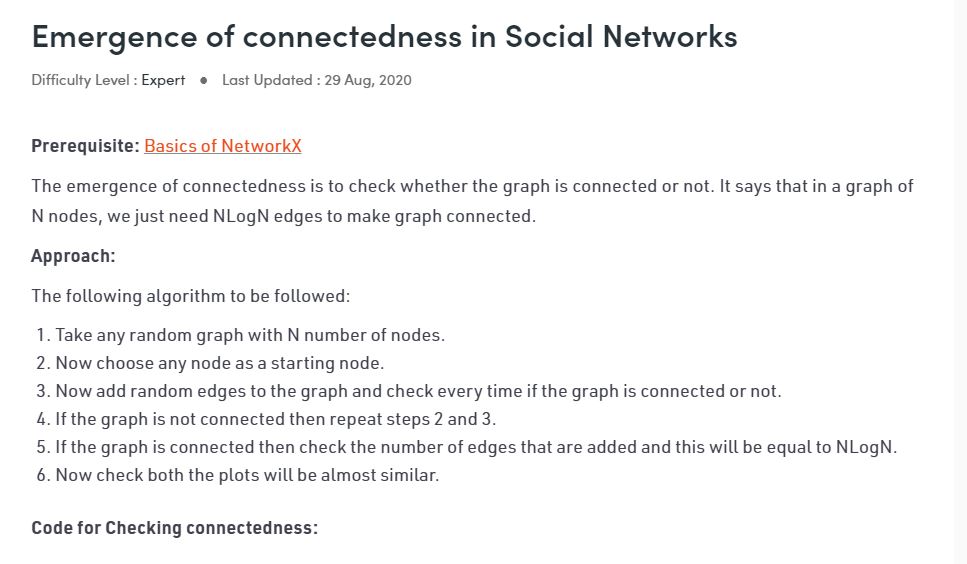 Emergence of connectedness in Social Networks
Difficulty Level : Expert ● Last Updated : 29 Aug, 2020
Prerequisite: Basics of NetworkX
The emergence of connectedness is to check whether the graph is connected or not. It says that in a graph of
N nodes, we just need NLogN edges to make graph connected.
Approach:
The following algorithm to be followed:
1. Take any random graph with N number of nodes.
2. Now choose any node as a starting node.
3. Now add random edges to the graph and check every time if the graph is connected or not.
4. If the graph is not connected then repeat steps 2 and 3.
5. If the graph is connected then check the number of edges that are added and this will be equal to NLogN.
6. Now check both the plots will be almost similar.
Code for Checking connectedness: